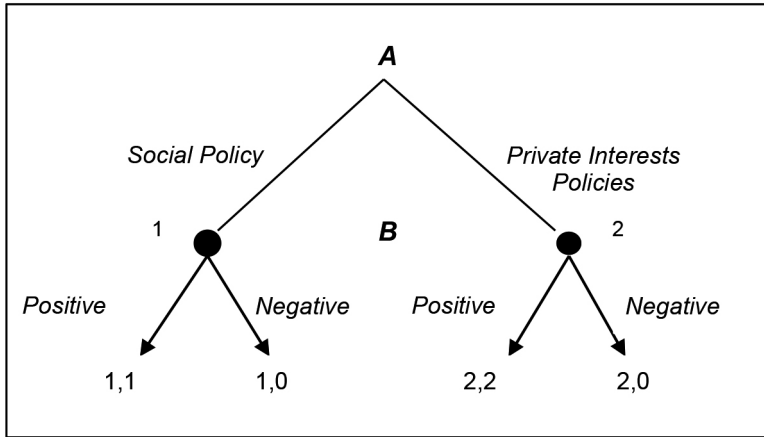 A
Social Policy
Private Interests
Policies
1
B
2
Positive
Negative
Positive
Negative
1,1
1,0
2,2
2,0